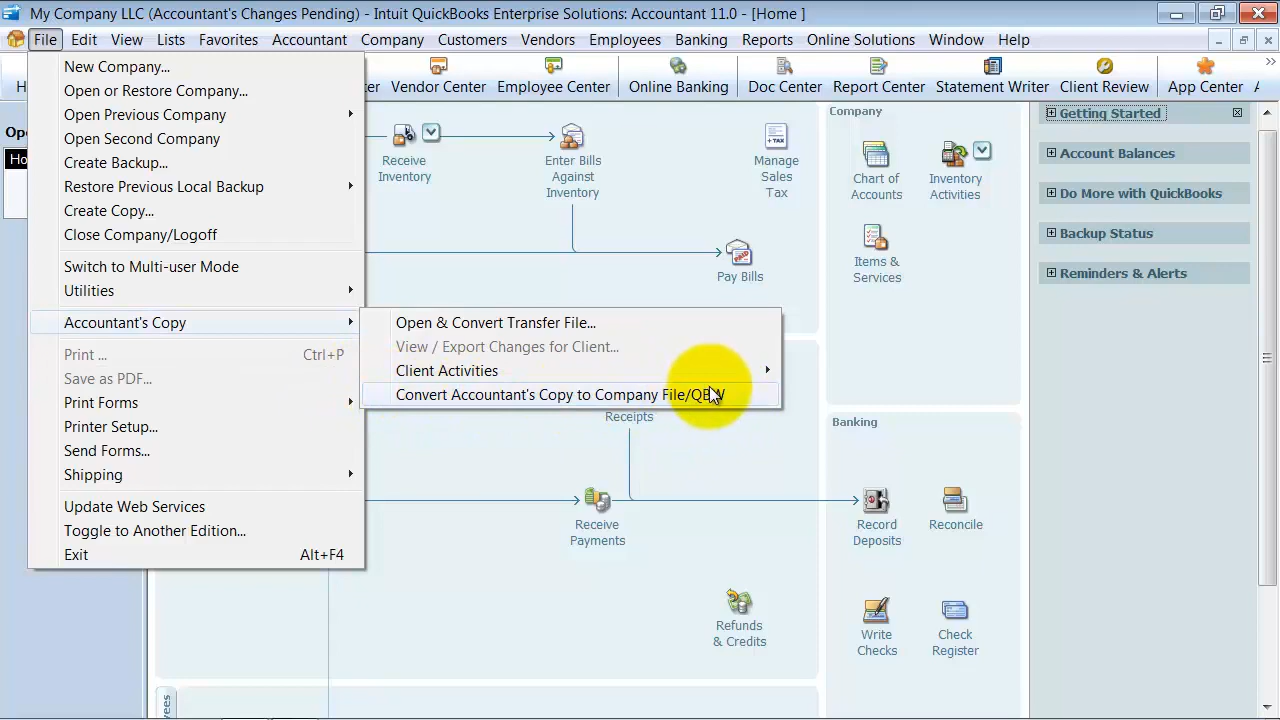 My Company LLC (Accountant's Changes Pending) - Intuit QuickBooks Enterprise Solutions: Accountant 11.0 - [Home ]
File Edit View Lists Favorites Accountant Company Customers Vendors Employees Banking Reports Online Solutions Window Help
Vendor Center Employee Center Online Banking Doc Center Report Center Statement Writer Client Review App Center
New Company...
Open or Restore Company...
Open Previous Company
Open Second Company
Create Backup...
Restore Previous Local Backup
Create Copy...
Close Company/Logoff
Switch to Multi-user Mode
Utilities
Accountant's Copy
Print ... Ctrl+P
Save as PDF...
Print Forms
Printer Setup...
Send Forms...
Shipping
Update Web Services
Toggle to Another Edition...
Exit Alt+F4
Open & Convert Transfer File...
View / Export Changes for Client...
Client Activities
Convert Accountant's Copy to Company File/
Receive
Inventory
Enter Bills
Against
Inventory
Manage
Sales
Tax
Pay Bills
Receipts
Receive
Payments
Refunds
& Credits
Company
Chart of
Accounts
Inventory
Activities
Items &
Services
Banking
Record
Deposits
Reconcile
Write
Checks
Check
Register
Getting Started
Account Balances
Do More with QuickBooks
Backup Status
Reminders & Alerts